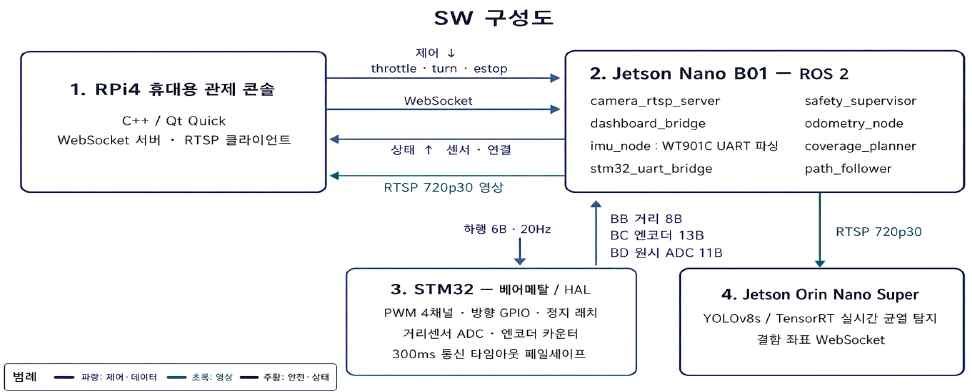 SW 구성도
1. RPi4 휴대용 관제 콘솔
C++ / Qt Quick
WebSocket 서버 · RTSP 클라이언트
제어 ↓
throttle · turn · estop
WebSocket
상태 ↑ 센서 · 연결
RTSP 720p30 영상
2. Jetson Nano B01 — ROS 2
camera_rtsp_server
dashboard_bridge
imu_node : WT901C UART 파싱
stm32_uart_bridge
safety_supervisor
odometry_node
coverage_planner
path_follower
하행 6B · 20Hz
BB 거리 8B
BC 엔코더 13B
BD 원시 ADC 11B
RTSP 720p30
3. STM32 — 베어메탈 / HAL
PWM 4채널 · 방향 GPIO · 정지 래치
거리센서 ADC · 엔코더 카운터
300ms 통신 타임아웃 페일세이프
4. Jetson Orin Nano Super
YOLOv8s / TensorRT 실시간 균열 탐지
결함 좌표 WebSocket
범례 파랑: 제어 · 데이터 초록: 영상 주황: 안전 · 상태